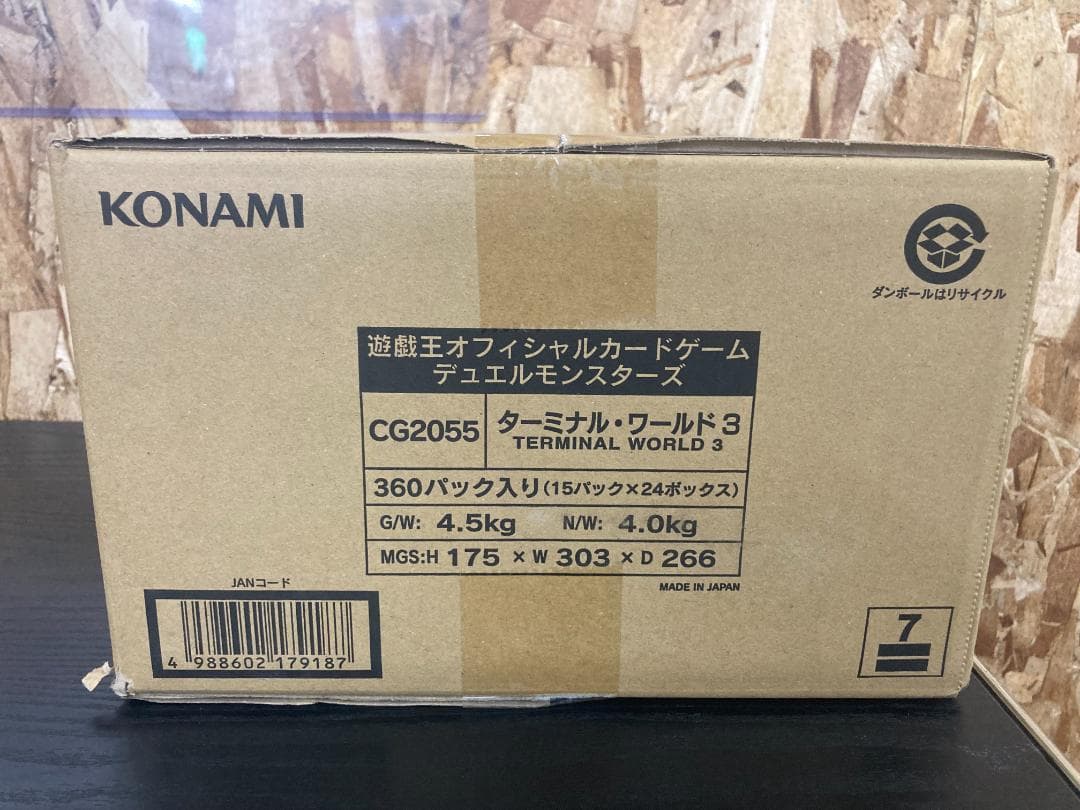 KONAMI
ダンボールはリサイクル
遊戯王オフィシャルカードゲーム
デュエルモンスターズ
CG2055
ターミナル・ワールド3
TERMINAL WORLD 3
360パック入り(15パック×24ボックス)
G/W: 4.5kg N/W: 4.0kg
MGS:H 175 × W 303 × D 266
MADE IN JAPAN
JANコード
4 988602 179187
7